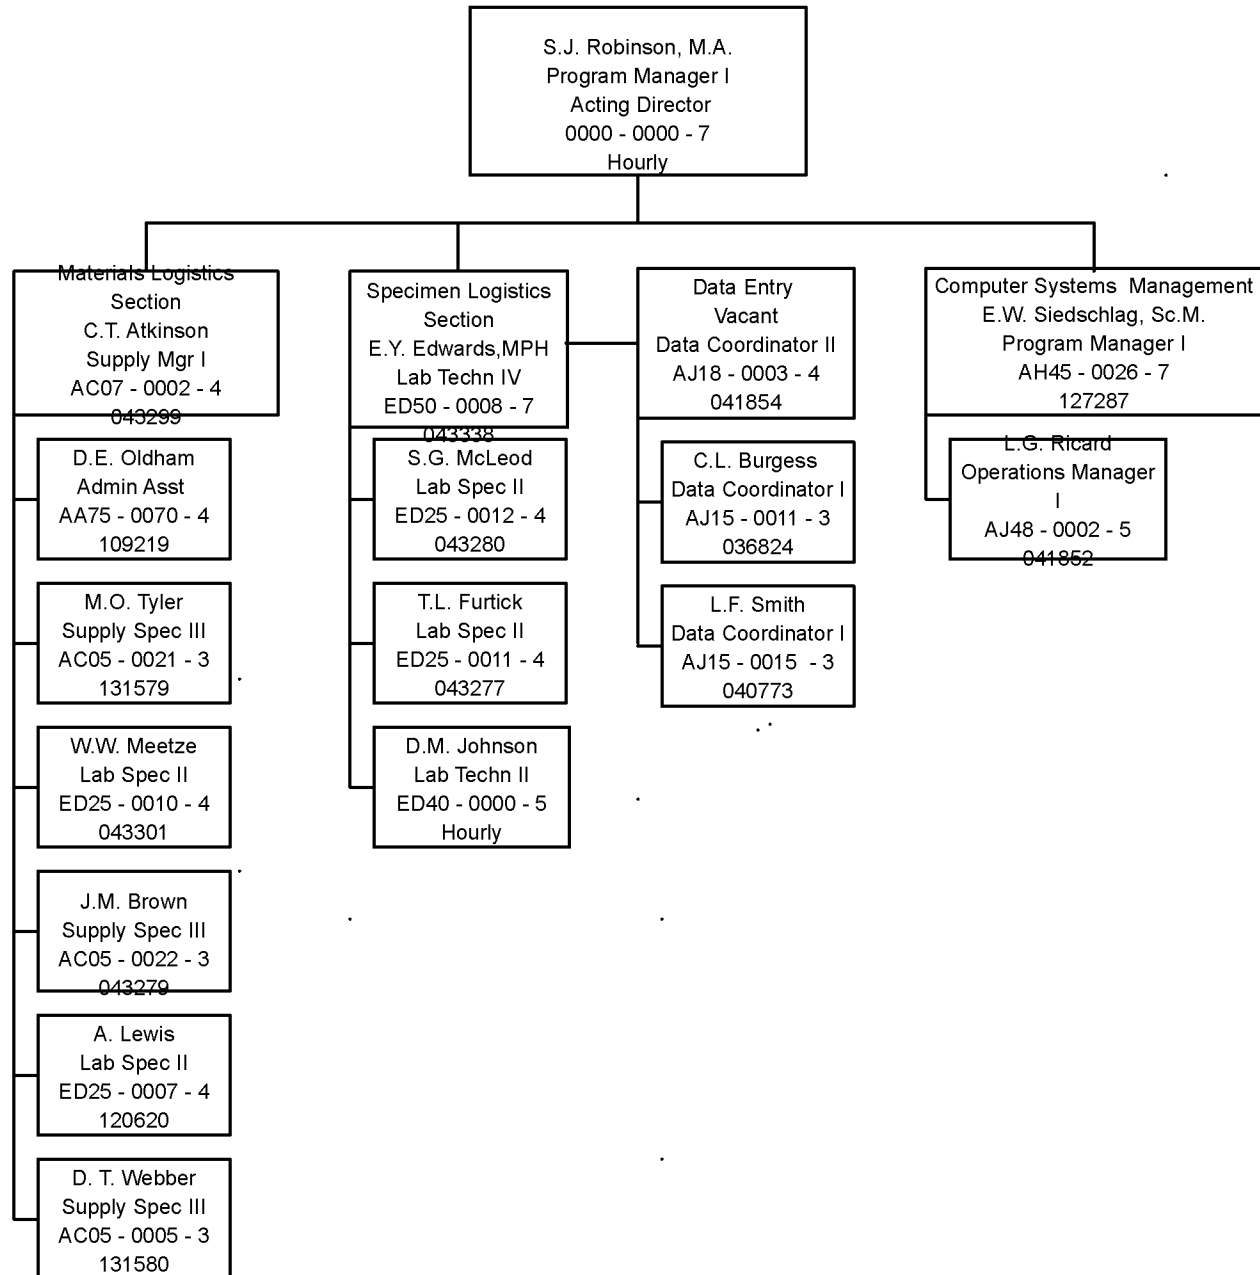 S.J. Robinson, M.A.
Program Manager I
Acting Director
0000 - 0000 - 7
Hourly
Materials Logistics
Section
C.T. Atkinson
Supply Mgr I
AC07 - 0002 - 4
043299
D.E. Oldham
Admin Asst
AA75 - 0070 - 4
109219
M.O. Tyler
Supply Spec III
AC05 - 0021 - 3
131579
W.W. Meetze
Lab Spec II
ED25 - 0010 - 4
043301
J.M. Brown
Supply Spec III
AC05 - 0022 - 3
043279
A. Lewis
Lab Spec II
ED25 - 0007 - 4
120620
D. T. Webber
Supply Spec III
AC05 - 0005 - 3
131580
Specimen Logistics
Section
E.Y. Edwards,MPH
Lab Techn IV
ED50 - 0008 - 7
043338
S.G. McLeod
Lab Spec II
ED25 - 0012 - 4
043280
T.L. Furtick
Lab Spec II
ED25 - 0011 - 4
043277
D.M. Johnson
Lab Techn II
ED40 - 0000 - 5
Hourly
Data Entry
Vacant
Data Coordinator II
AJ18 - 0003 - 4
041854
C.L. Burgess
Data Coordinator I
AJ15 - 0011 - 3
036824
L.F. Smith
Data Coordinator I
AJ15 - 0015  - 3
040773
Computer Systems  Management
E.W. Siedschlag, Sc.M.
Program Manager I
AH45 - 0026 - 7
127287
L.G. Ricard
Operations Manager
I
AJ48 - 0002 - 5
041852